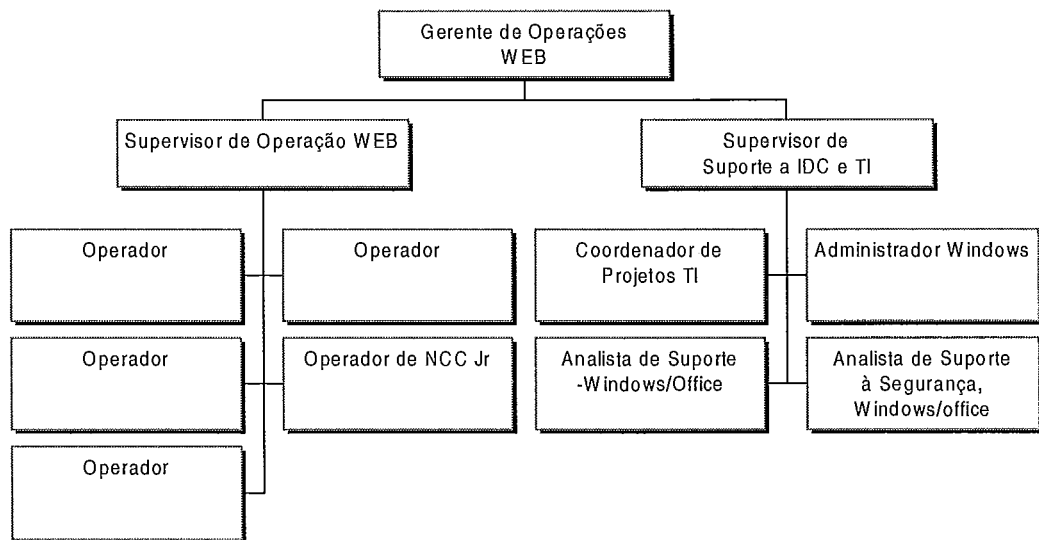 Gerente de Operações
WEB
Supervisor de Operação WEB
Supervisor de
Suporte a IDC e TI
Operador
Operador
Coordenador de
Projetos TI
Administrador Windows
Operador
Operador de NCC Jr
Analista de Suporte
-Windows/Office
Analista de Suporte
à Segurança,
Windows/office
Operador